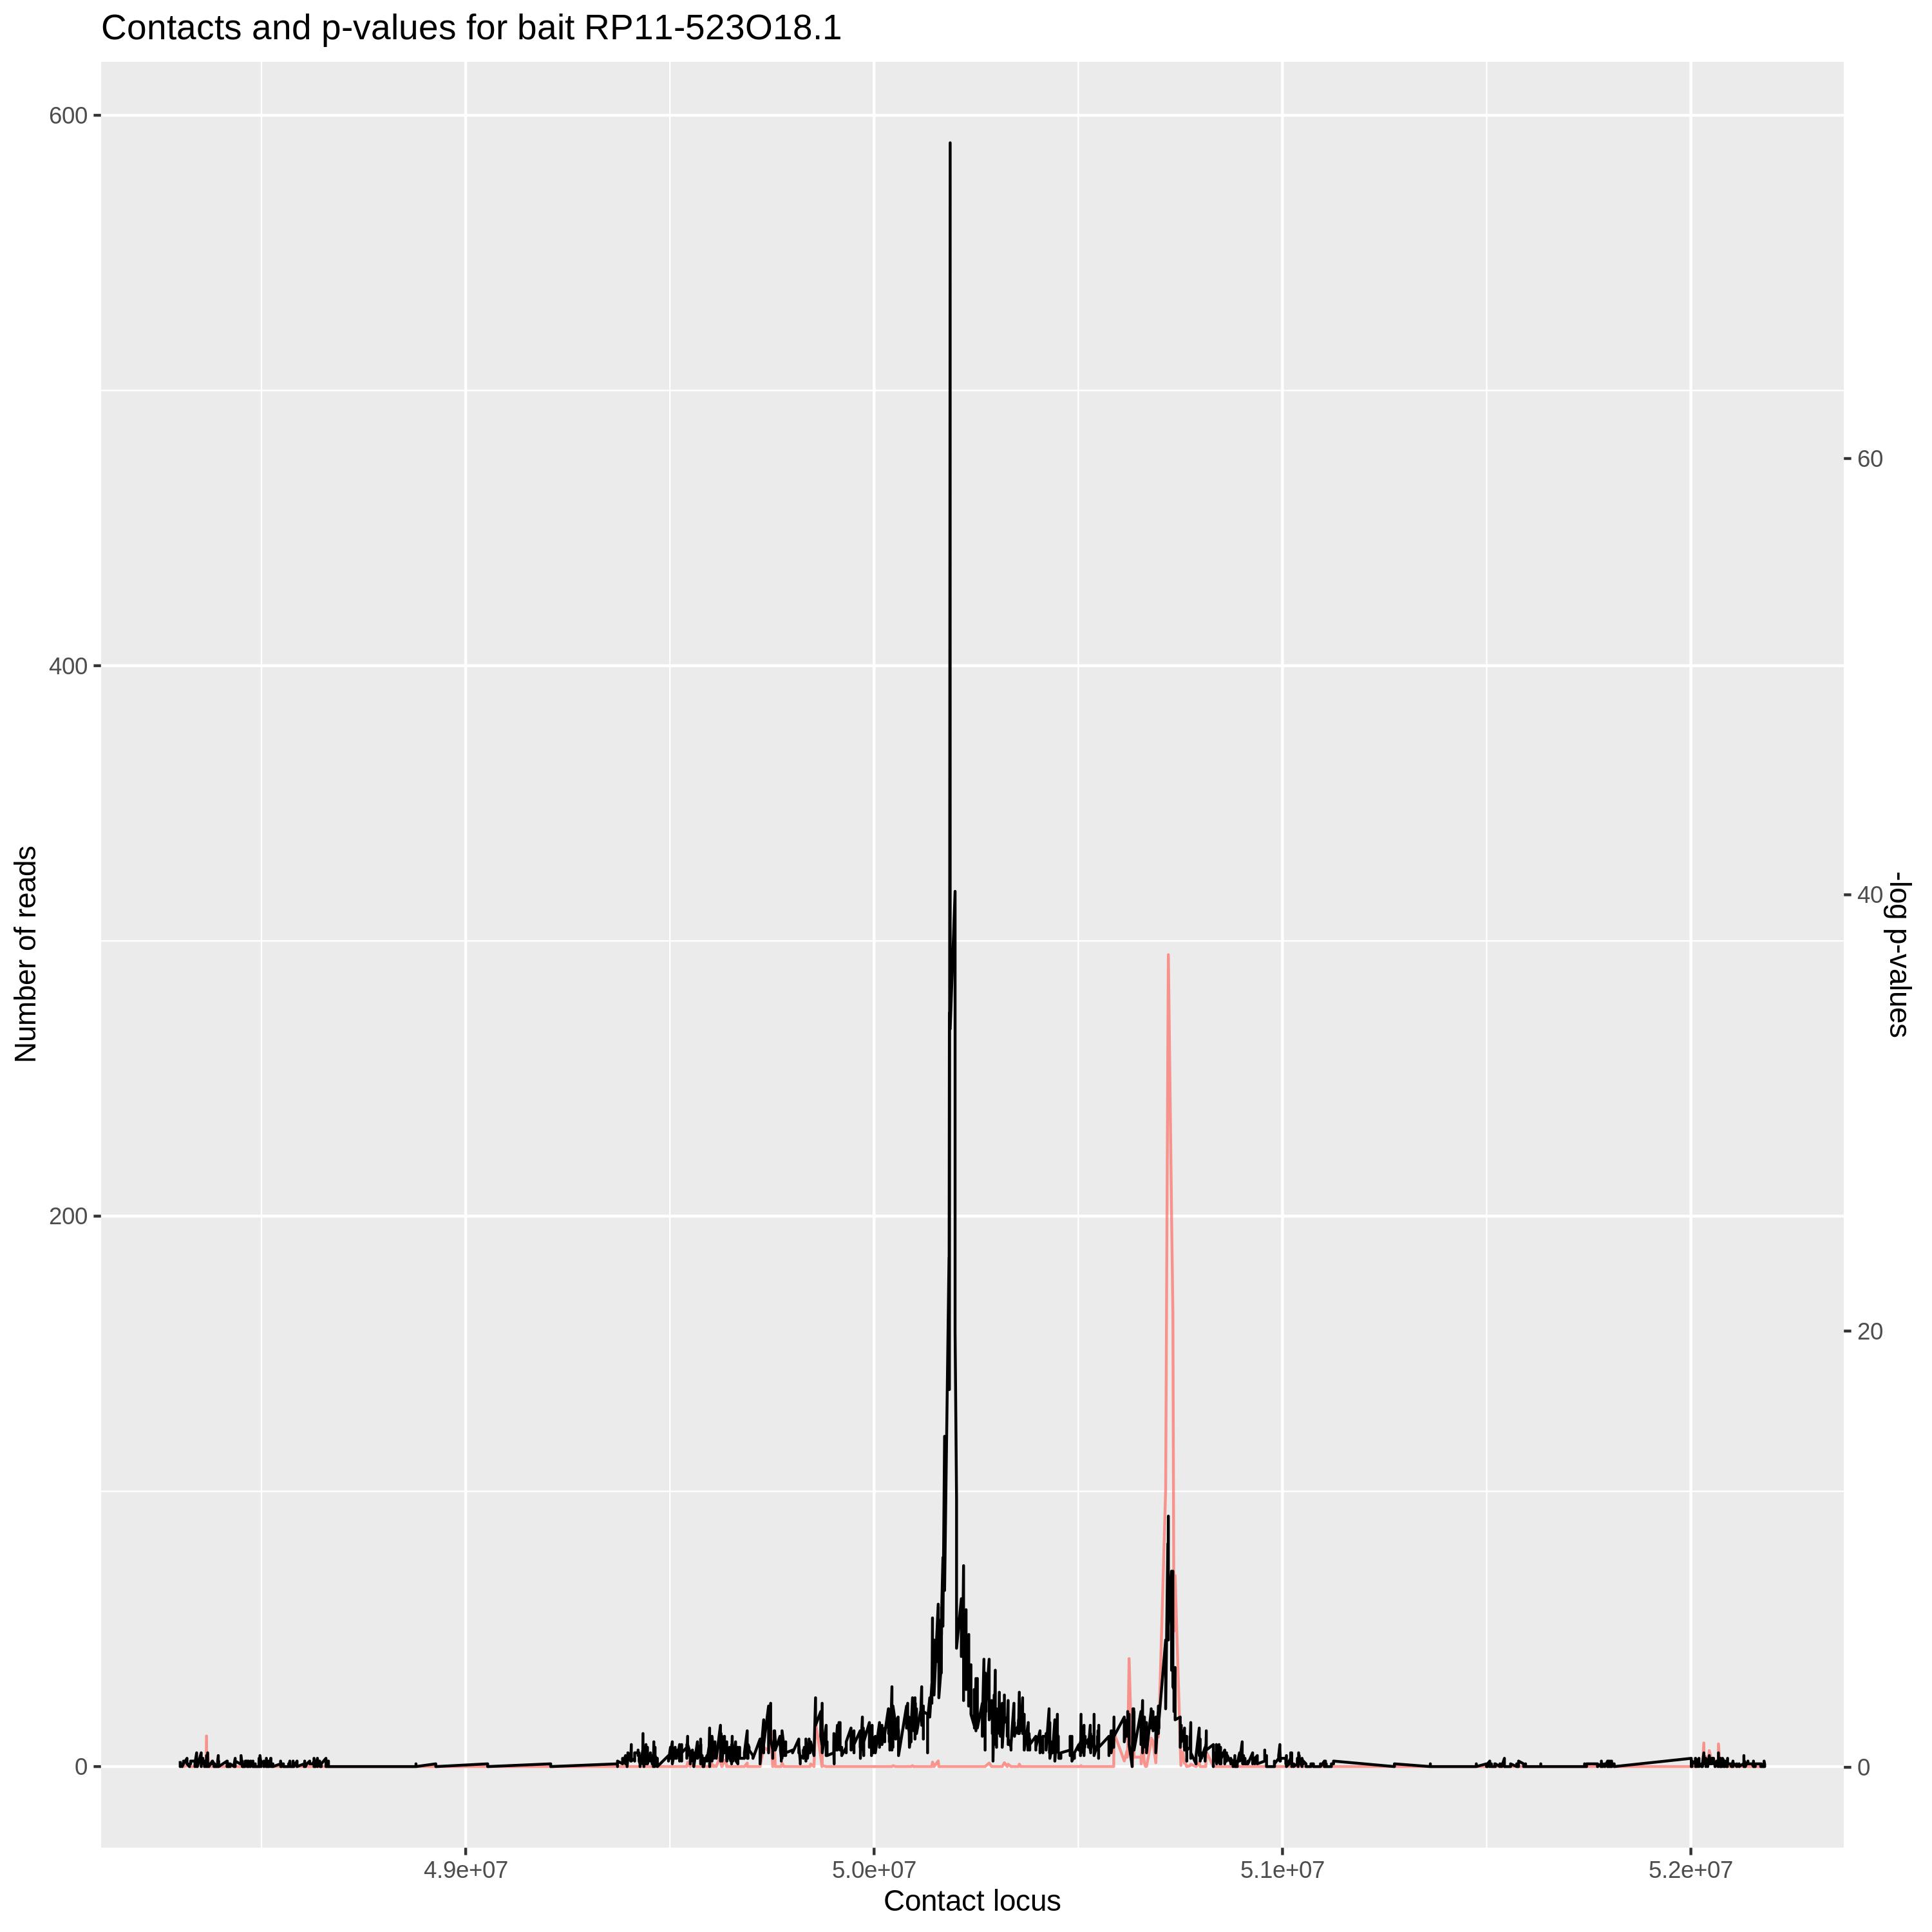 Contacts and p-values for bait RP11-523O18.1
600
400
200
0
Number of reads
60
40
20
0
-log p-values
4.9e+07
5.0e+07
5.1e+07
5.2e+07
Contact locus